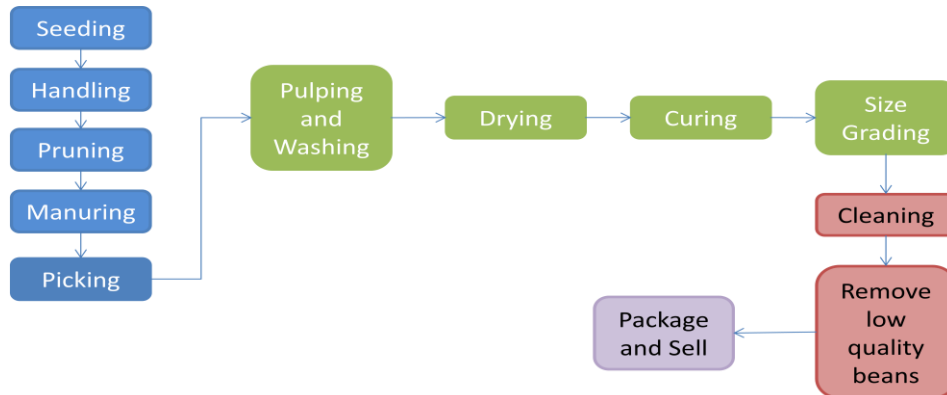 Seeding
Handling
Pruning
Manuring
Picking
Pulping
and
Washing
Drying
Curing
Size
Grading
Cleaning
Remove
low
quality
beans
Package
and Sell